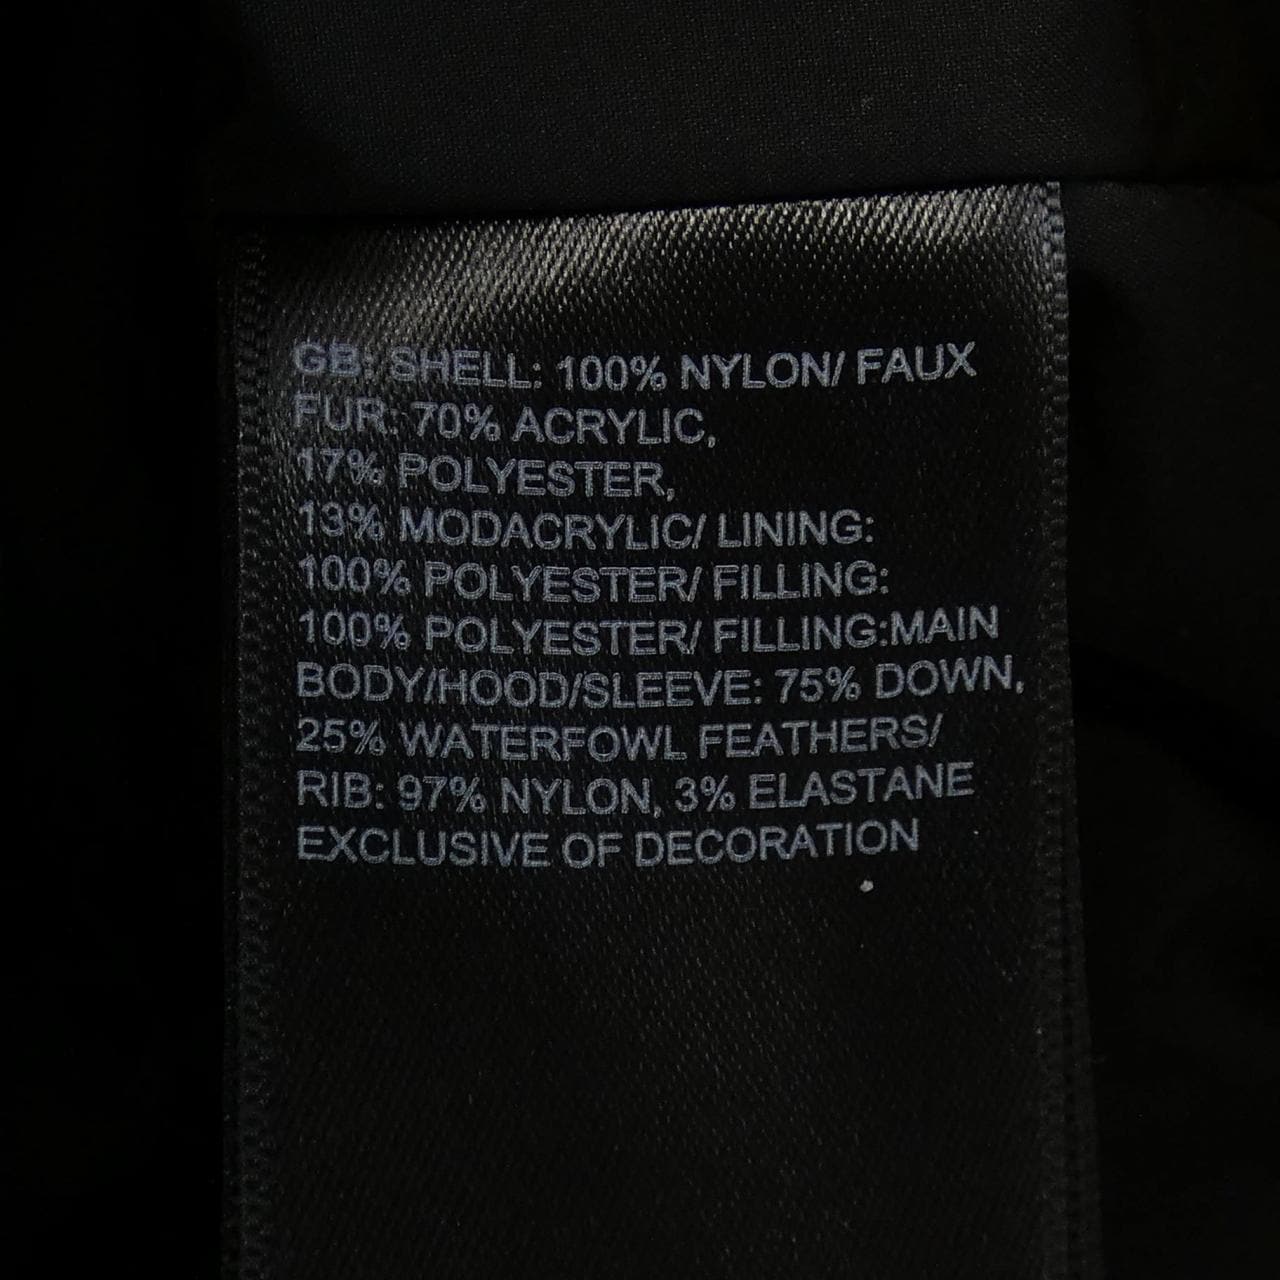 GB: SHELL: 100% NYLON/ FAUX
FUR: 70% ACRYLIC,
17% POLYESTER,
13% MODACRYLIC/ LINING:
100% POLYESTER/ FILLING:
100% POLYESTER/ FILLING:MAIN
BODY/HOOD/SLEEVE: 75% DOWN,
25% WATERFOWL FEATHERS/
RIB: 97% NYLON, 3% ELASTANE
EXCLUSIVE OF DECORATION